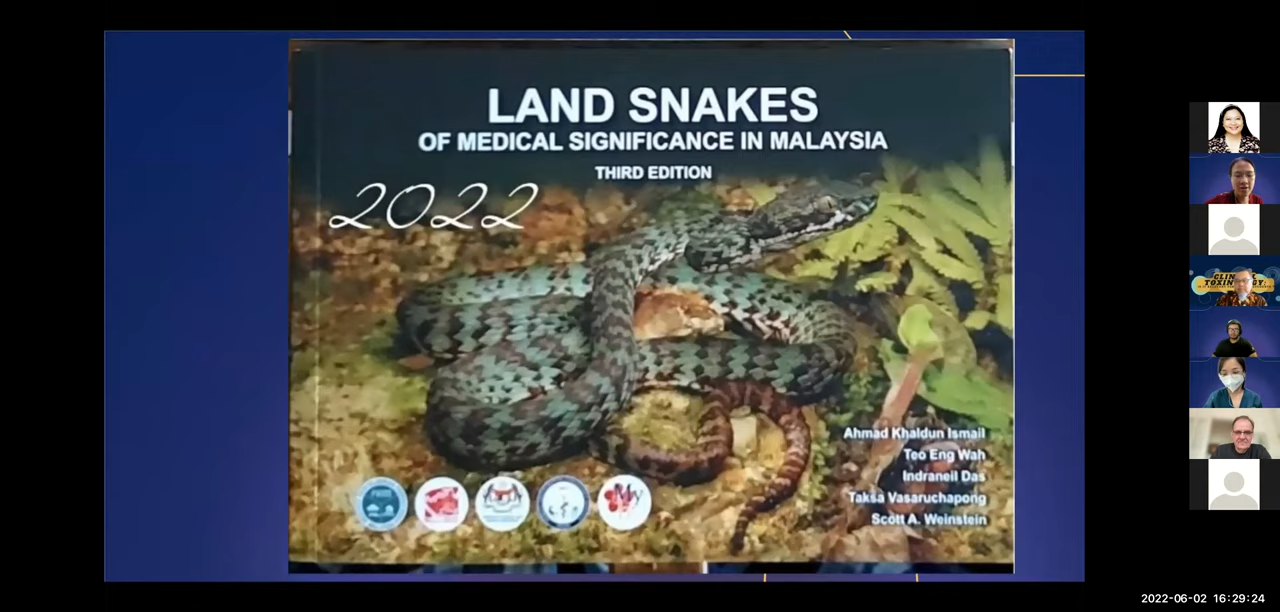 LAND SNAKES
OF MEDICAL SIGNIFICANCE IN MALAYSIA
THIRD EDITION
2022
Ahmad Khaldun Ismail
Teo Eng Wah
Indraneil Das
Taksa Vasaruchapong
Scott A. Weinstein
My
2022-06-02 16:29:24